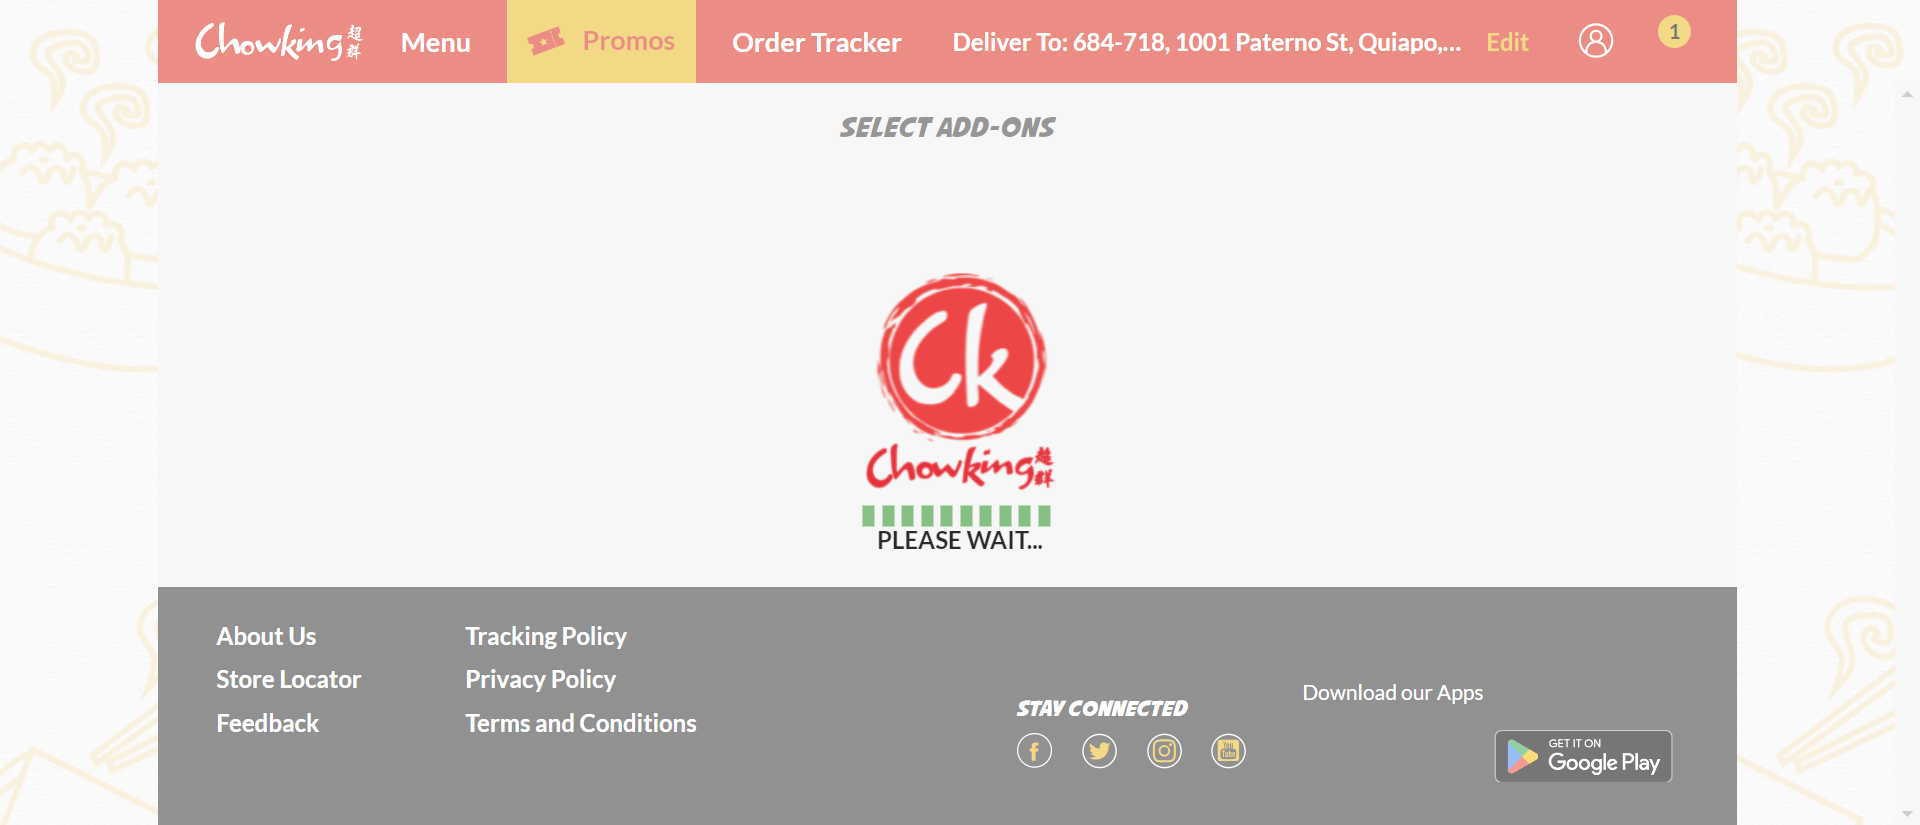 Chowking 超群
Menu
Promos
Order Tracker
Deliver To: 684-718, 1001 Paterno St, Quiapo,...
Edit
1
SELECT ADD-ONS
Ck
Chowking 超群
PLEASE WAIT...
About Us
Store Locator
Feedback
Tracking Policy
Privacy Policy
Terms and Conditions
STAY CONNECTED
You
Tube
Download our Apps
GET IT ON
Google Play